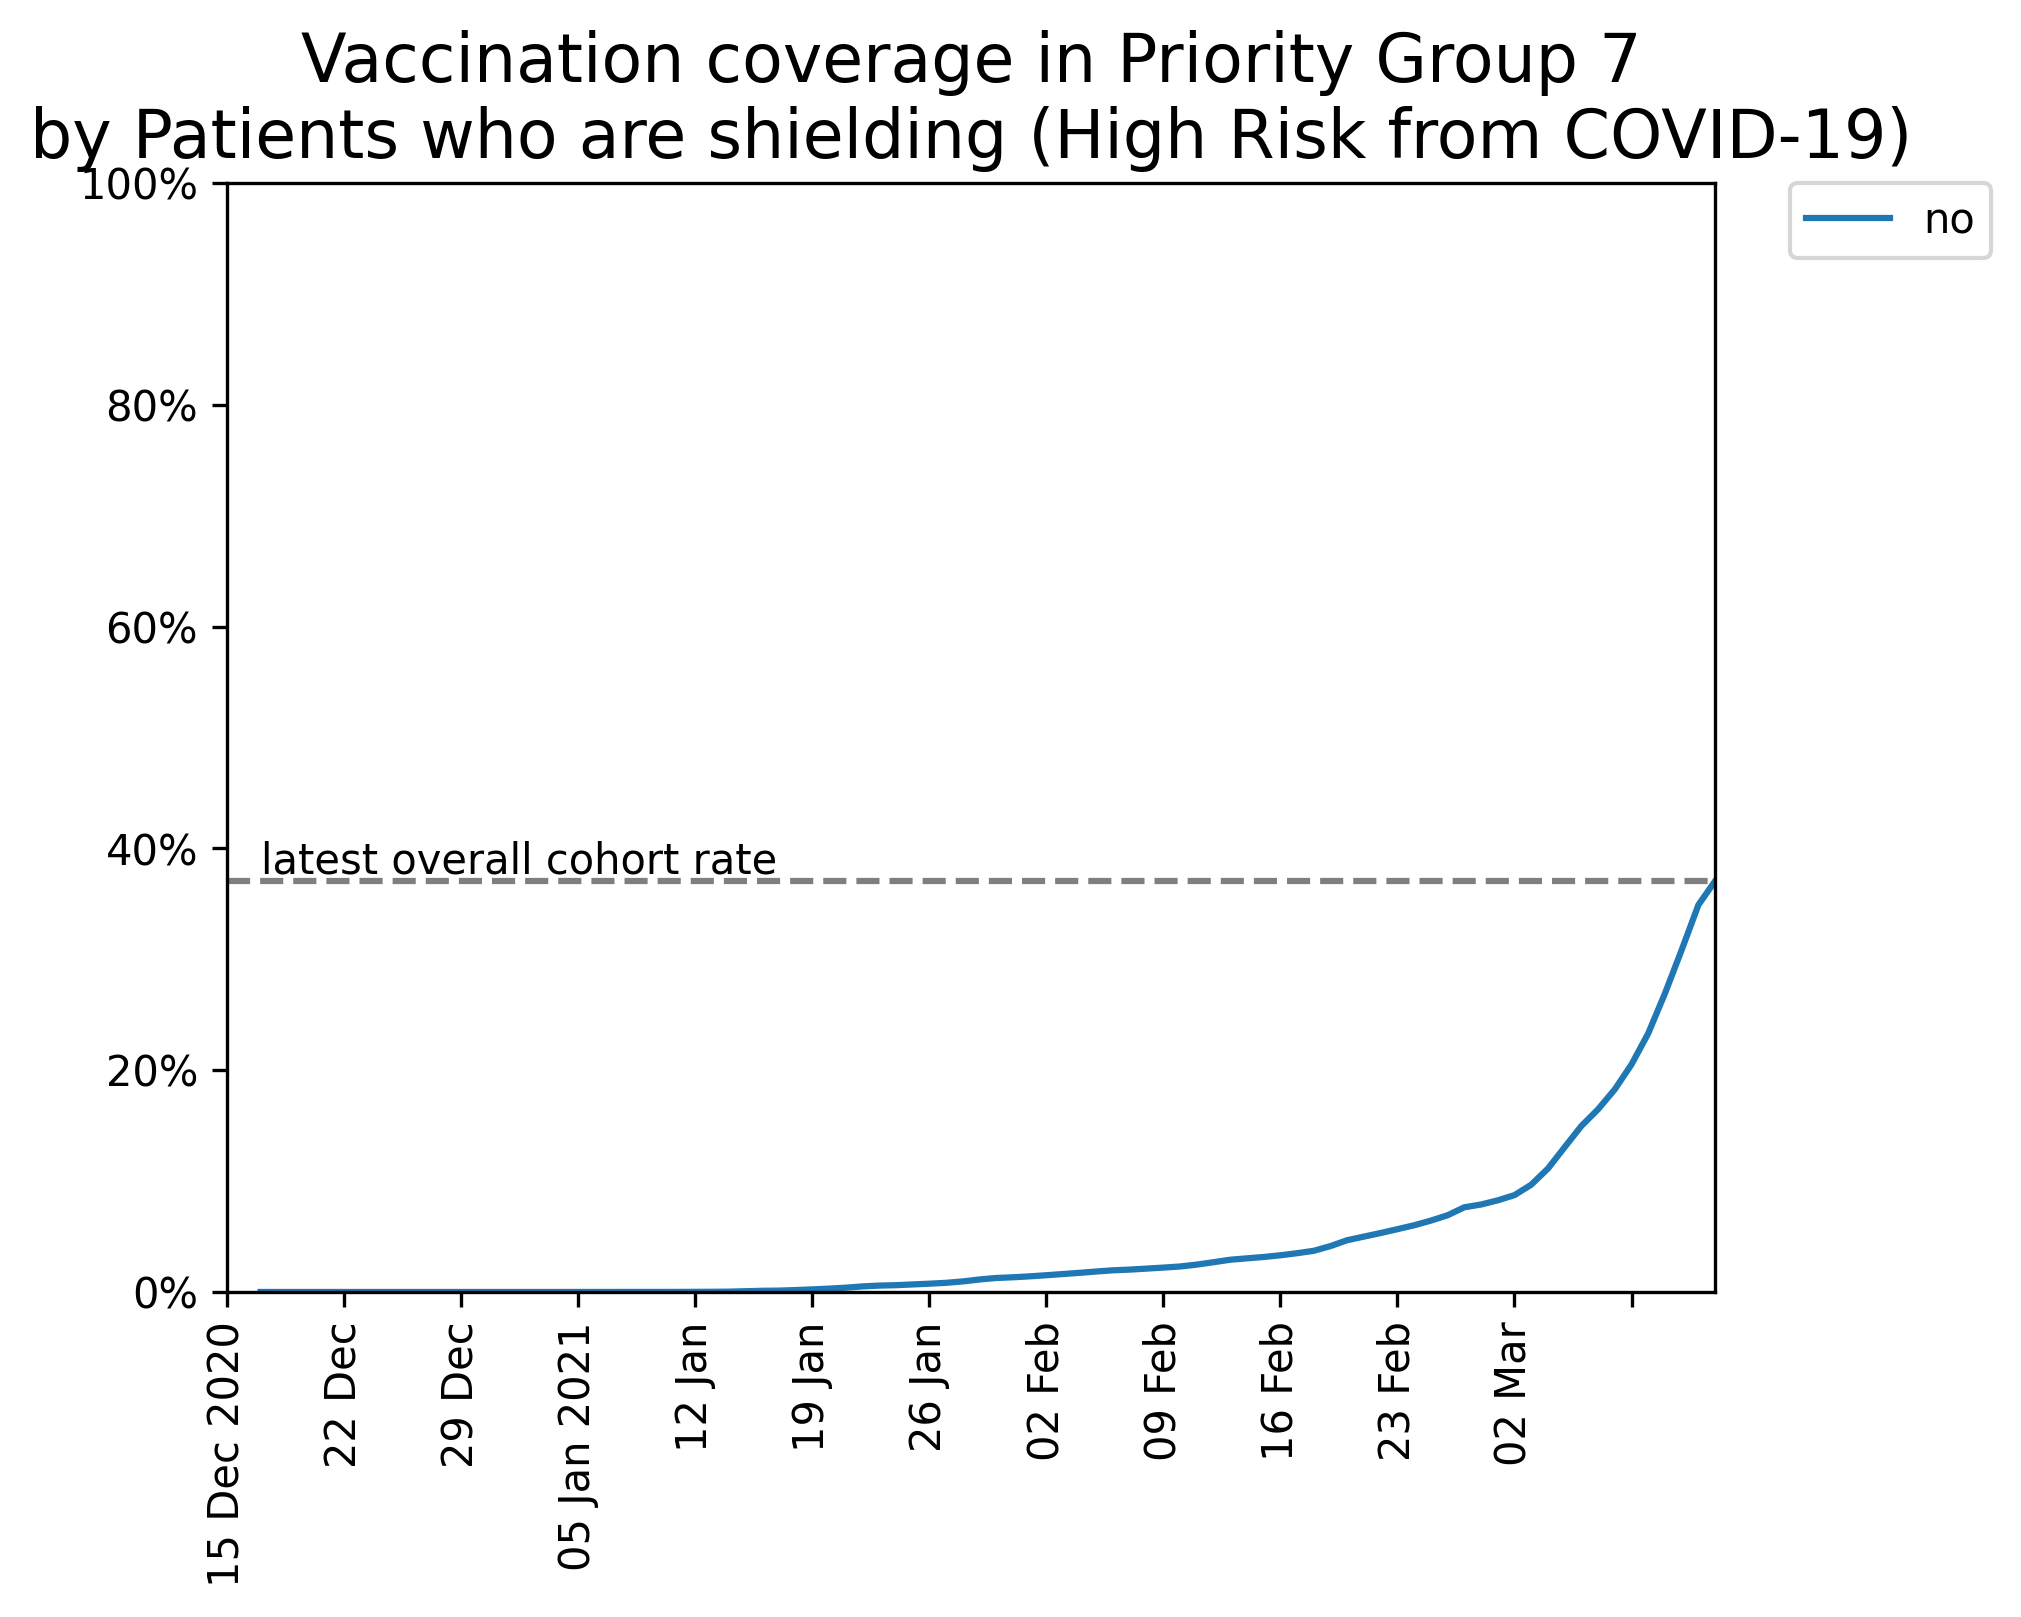 Vaccination coverage in Priority Group 7
by Patients who are shielding (High Risk from COVID-19)
100%
80%
60%
40%
20%
0%
latest overall cohort rate
no
15 Dec 2020
22 Dec
29 Dec
05 Jan 2021
12 Jan
19 Jan
26 Jan
02 Feb
09 Feb
16 Feb
23 Feb
02 Mar